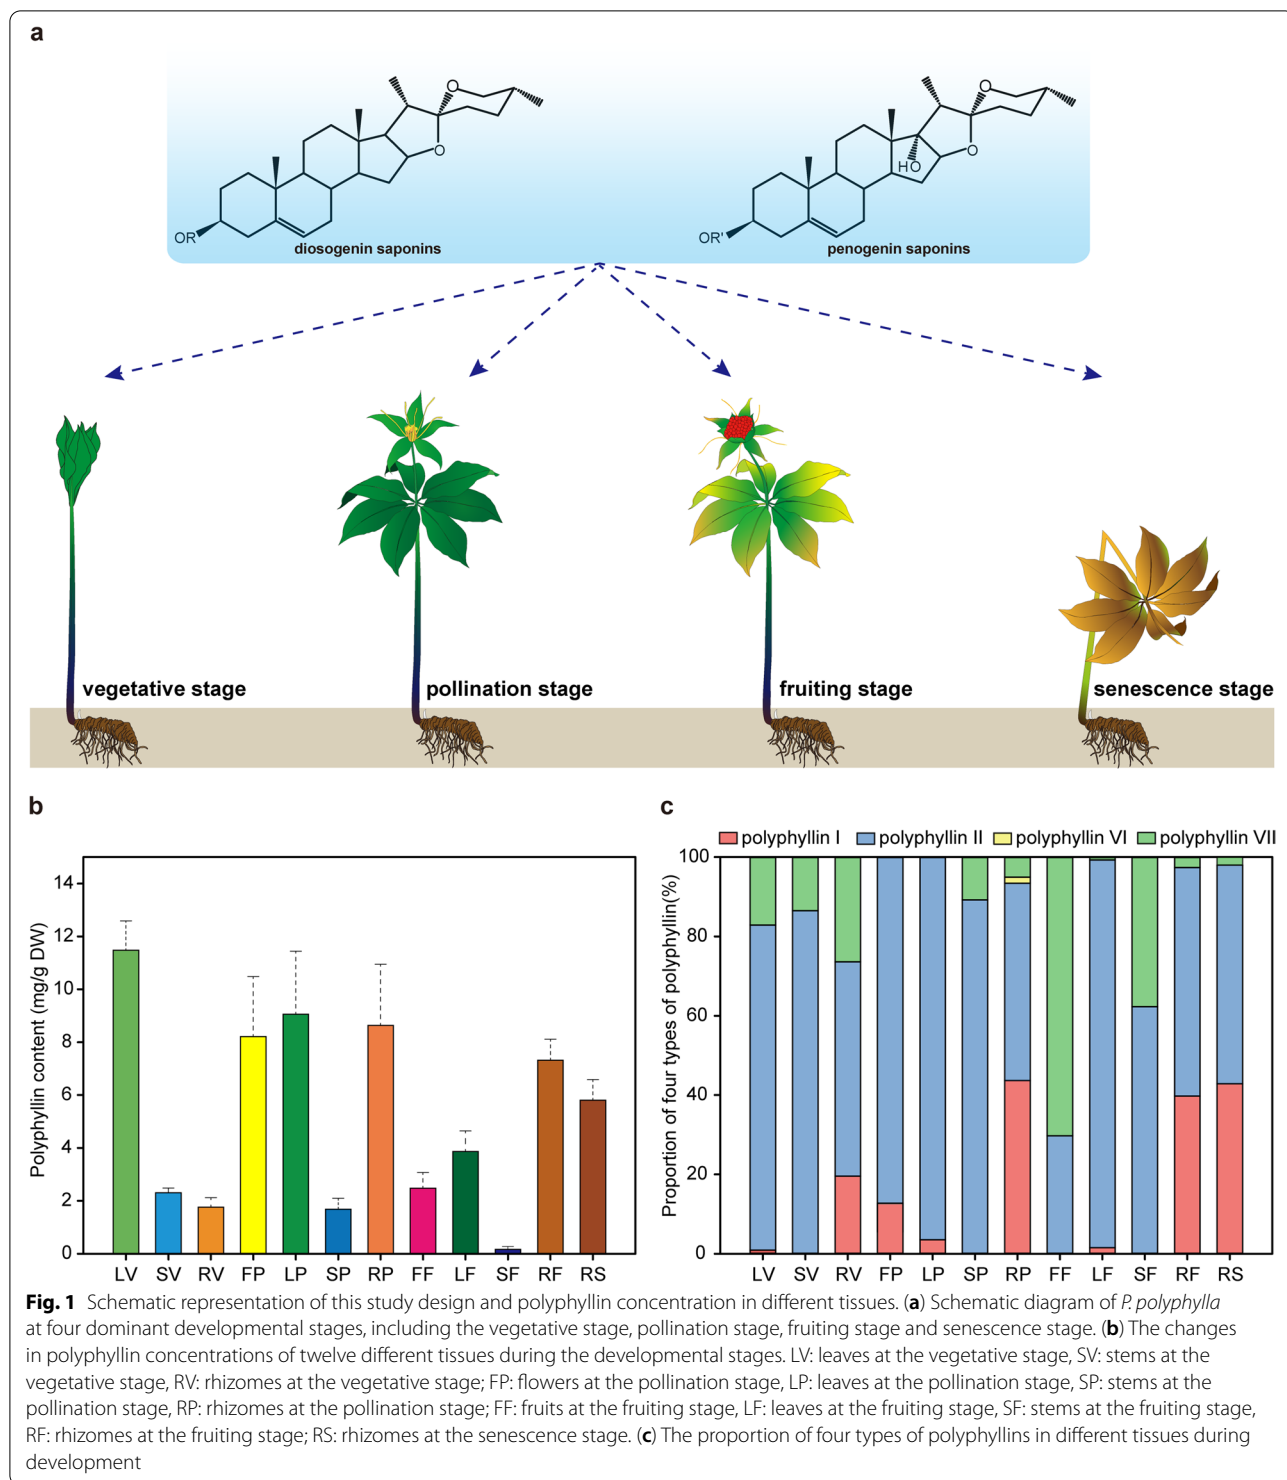 a
O
O
OR
diosogenin saponins
O
HO
O
OR'
penogenin saponins
vegetative stage
pollination stage
fruiting stage
senescence stage
b
Polyphyllin content (mg/g DW)
14
12
10
8
6
4
2
0
LV SV RV FP LP SP RP FF LF SF RF RS
c
polyphyllin I polyphyllin II polyphyllin VI polyphyllin VII
Proportion of four types of polyphyllin(%)
100
80
60
40
20
0
LV SV RV FP LP SP RP FF LF SF RF RS
Fig. 1 Schematic representation of this study design and polyphyllin concentration in different tissues. (a) Schematic diagram of P. polyphylla
at four dominant developmental stages, including the vegetative stage, pollination stage, fruiting stage and senescence stage. (b) The changes
in polyphyllin concentrations of twelve different tissues during the developmental stages. LV: leaves at the vegetative stage, SV: stems at the
vegetative stage, RV: rhizomes at the vegetative stage; FP: flowers at the pollination stage, LP: leaves at the pollination stage, SP: stems at the
pollination stage, RP: rhizomes at the pollination stage; FF: fruits at the fruiting stage, LF: leaves at the fruiting stage, SF: stems at the fruiting stage,
RF: rhizomes at the fruiting stage; RS: rhizomes at the senescence stage. (c) The proportion of four types of polyphyllins in different tissues during
development